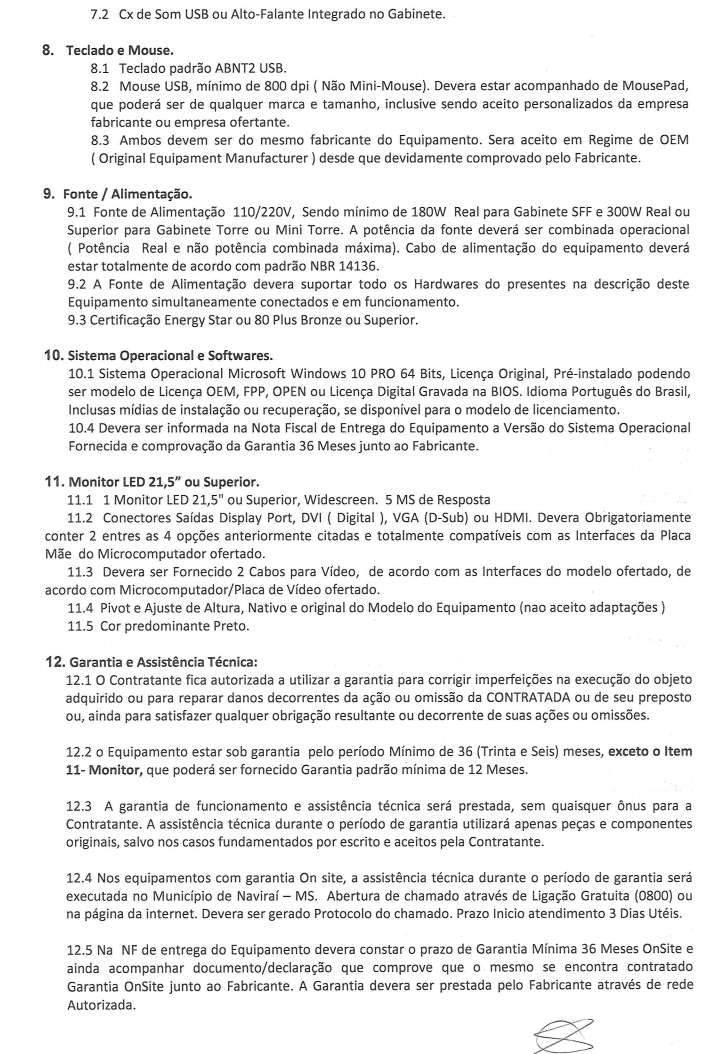 7.2 Cx de Som USB ou Alto-Falante Integrado no Gabinete.
8. Teclado e Mouse.
8.1 Teclado padrão ABNT2 USB.
8.2 Mouse USB, mínimo de 800 dpi ( Não Mini-Mouse). Devera estar acompanhado de MousePad,
que poderá ser de qualquer marca e tamanho, inclusive sendo aceito personalizados da empresa
fabricante ou empresa ofertante.
8.3 Ambos devem ser do mesmo fabricante do Equipamento. Sera aceito em Regime de OEM
( Original Equipament Manufacturer ) desde que devidamente comprovado pelo Fabricante.
9. Fonte / Alimentação.
9.1 Fonte de Alimentação 110/220V, Sendo mínimo de 180W Real para Gabinete SFF e 300W Real ou
Superior para Gabinete Torre ou Mini Torre. A potência da fonte deverá ser combinada operacional
( Potência Real e não potência combinada máxima). Cabo de alimentação do equipamento deverá
estar totalmente de acordo com padrão NBR 14136.
9.2 A Fonte de Alimentação devera suportar todo os Hardwares do presentes na descrição deste
Equipamento simultaneamente conectados e em funcionamento.
9.3 Certificação Energy Star ou 80 Plus Bronze ou Superior.
10. Sistema Operacional e Softwares.
10.1 Sistema Operacional Microsoft Windows 10 PRO 64 Bits, Licença Original, Pré-instalado podendo
ser modelo de Licença OEM, FPP, OPEN ou Licença Digital Gravada na BIOS. Idioma Português do Brasil,
Inclusas mídias de instalação ou recuperação, se disponível para o modelo de licenciamento.
10.4 Devera ser informada na Nota Fiscal de Entrega do Equipamento a Versão do Sistema Operacional
Fornecida e comprovação da Garantia 36 Meses junto ao Fabricante.
11. Monitor LED 21,5” ou Superior.
11.1 1 Monitor LED 21,5" ou Superior, Widescreen. 5 MS de Resposta
11.2 Conectores Saídas Display Port, DVI ( Digital ), VGA (D-Sub) ou HDMI. Devera Obrigatoriamente
conter 2 entres as 4 opções anteriormente citadas e totalmente compatíveis com as Interfaces da Placa
Mãe do Microcomputador ofertado.
11.3 Devera ser Fornecido 2 Cabos para Vídeo, de acordo com as Interfaces do modelo ofertado, de
acordo com Microcomputador/Placa de Vídeo ofertado.
11.4 Pivot e Ajuste de Altura, Nativo e original do Modelo do Equipamento (nao aceito adaptações )
11.5 Cor predominante Preto.
12. Garantia e Assistência Técnica:
12.1 O Contratante fica autorizada a utilizar a garantia para corrigir imperfeições na execução do objeto
adquirido ou para reparar danos decorrentes da ação ou omissão da CONTRATADA ou de seu preposto
ou, ainda para satisfazer qualquer obrigação resultante ou decorrente de suas ações ou omissões.
12.2 o Equipamento estar sob garantia pelo período Mínimo de 36 (Trinta e Seis) meses, exceto o Item
11- Monitor, que poderá ser fornecido Garantia padrão mínima de 12 Meses.
12.3 A garantia de funcionamento e assistência técnica será prestada, sem quaisquer ônus para a
Contratante. A assistência técnica durante o período de garantia utilizará apenas peças e componentes
originais, salvo nos casos fundamentados por escrito e aceitos pela Contratante.
12.4 Nos equipamentos com garantia On site, a assistência técnica durante o período de garantia será
executada no Município de Naviraí – MS. Abertura de chamado através de Ligação Gratuita (0800) ou
na página da internet. Devera ser gerado Protocolo do chamado. Prazo Inicio atendimento 3 Dias Utéis.
12.5 Na NF de entrega do Equipamento devera constar o prazo de Garantia Mínima 36 Meses OnSite e
ainda acompanhar documento/declaração que comprove que o mesmo se encontra contratado
Garantia OnSite junto ao Fabricante. A Garantia devera ser prestada pelo Fabricante através de rede
Autorizada.